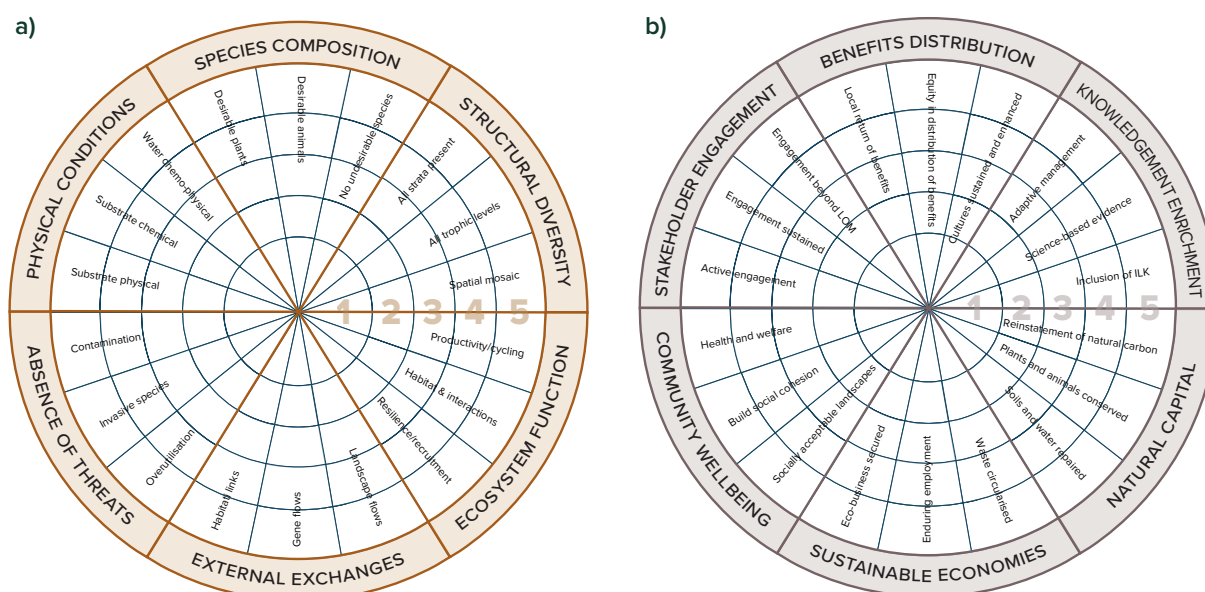 a)
SPECIES COMPOSITION
STRUCTURAL DIVERSITY
ECOSYSTEM FUNCTION
EXTERNAL EXCHANGES
ABSENCE OF THREATS
PHYSICAL CONDITIONS
Desirable plants
Desirable animals
No undesirable species
All strata present
All trophic levels
Spatial mosaic
1 2 3 4 5
Productivity/cycling
Habitat & interactions
Resilience/recruitment
Landscape flows
Gene flows
Habitat links
Overutilisation
Invasive species
Contamination
Substrate physical
Substrate chemical
Water chemo-physical
b)
BENEFITS DISTRIBUTION
KNOWLEDGEMENT ENRICHMENT
NATURAL CAPITAL
SUSTAINABLE ECONOMIES
COMMUNITY WELLBEING
STAKEHOLDER ENGAGEMENT
Local return of benefits
Equity in distribution of benefits
Cultures sustained and enhanced
Adaptive management
Science-based evidence
Inclusion of ILK
1 2 3 4 5
Reinstatement of natural carbon
Plants and animals conserved
Soils and water repaired
Waste circularised
Enduring employment
Eco-business secured
Socially acceptable landscapes
Build social cohesion
Health and welfare
Active engagement
Engagement sustained
Engagement beyond LOM